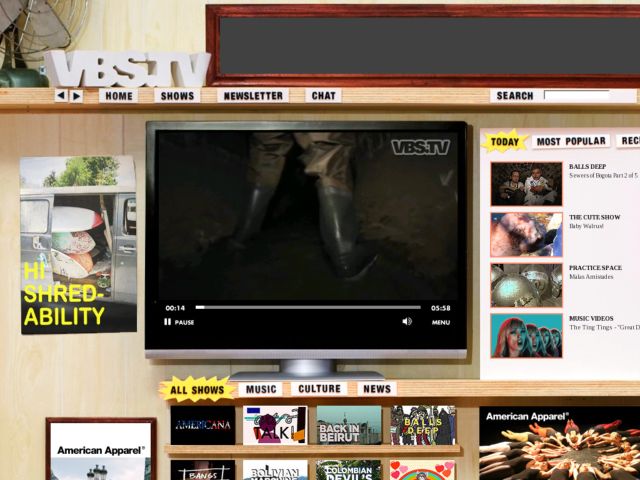 VBS.TV
HOME
SHOWS
NEWSLETTER
CHAT
SEARCH
VBS.TV
TODAY
MOST POPULAR
REC
BALLS DEEP
Sewers of Bogota Part 2 of 5
THE CUTE SHOW
Baby Walrus!
PRACTICE SPACE
Malas Amistades
MUSIC VIDEOS
The Ting Tings - "Great D
HI
SHRED-
ABILITY
00:14
05:58
PAUSE
MENU
ALL SHOWS
MUSIC
CULTURE
NEWS
AMERICANA
TALK!
BACK IN
BEIRUT
BALLS
DEEP
American Apparel®
American Apparel®
BANGS
BOLIVIAN
COLOMBIAN
DEVIL'S